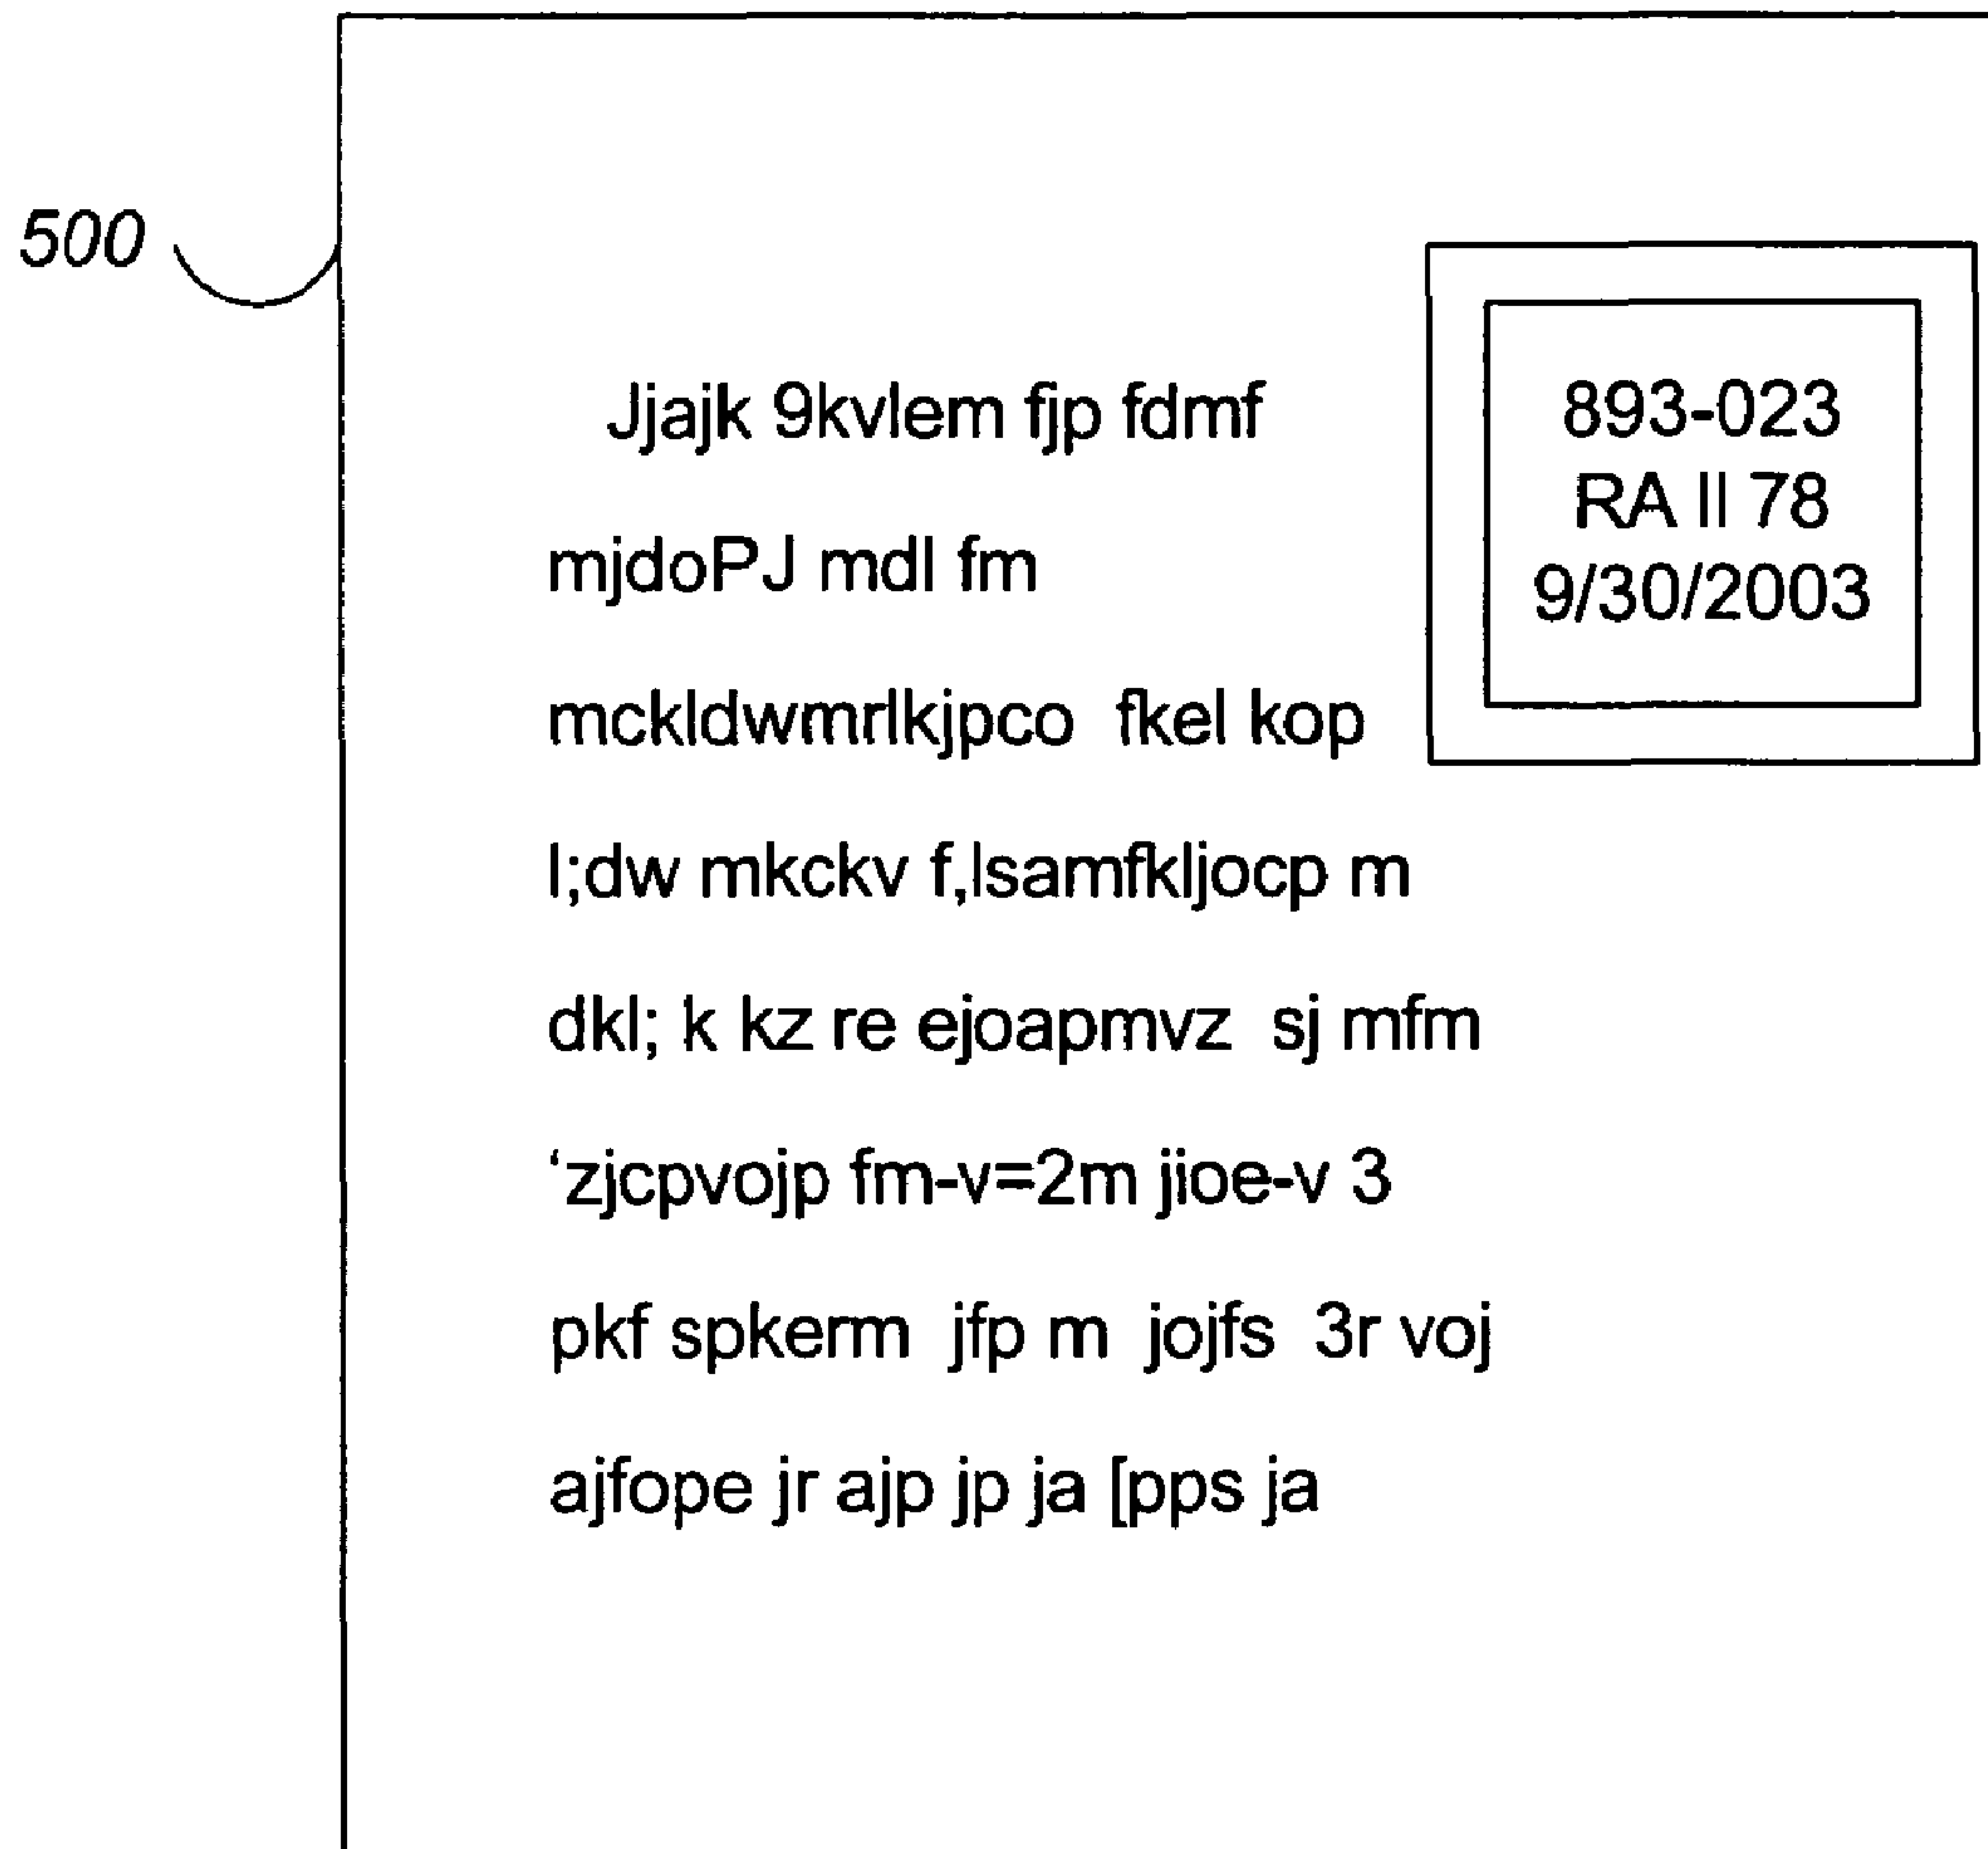 500
Jjajk 9kvlem fjp fdmf
mjdoPJ mdl fm
mckldwmrlkjpco fkel kop
l;dw mkckv f,lsamfkljocp m
dkl; k kz re ejoapmvz sj mfm
‘zjcpvojp fm-v=2m jioe-v 3
pkf spkerm jfp m jojfs 3r voj
ajfope jr ajp jp ja [pps ja
893-023
RA II 78
9/30/2003